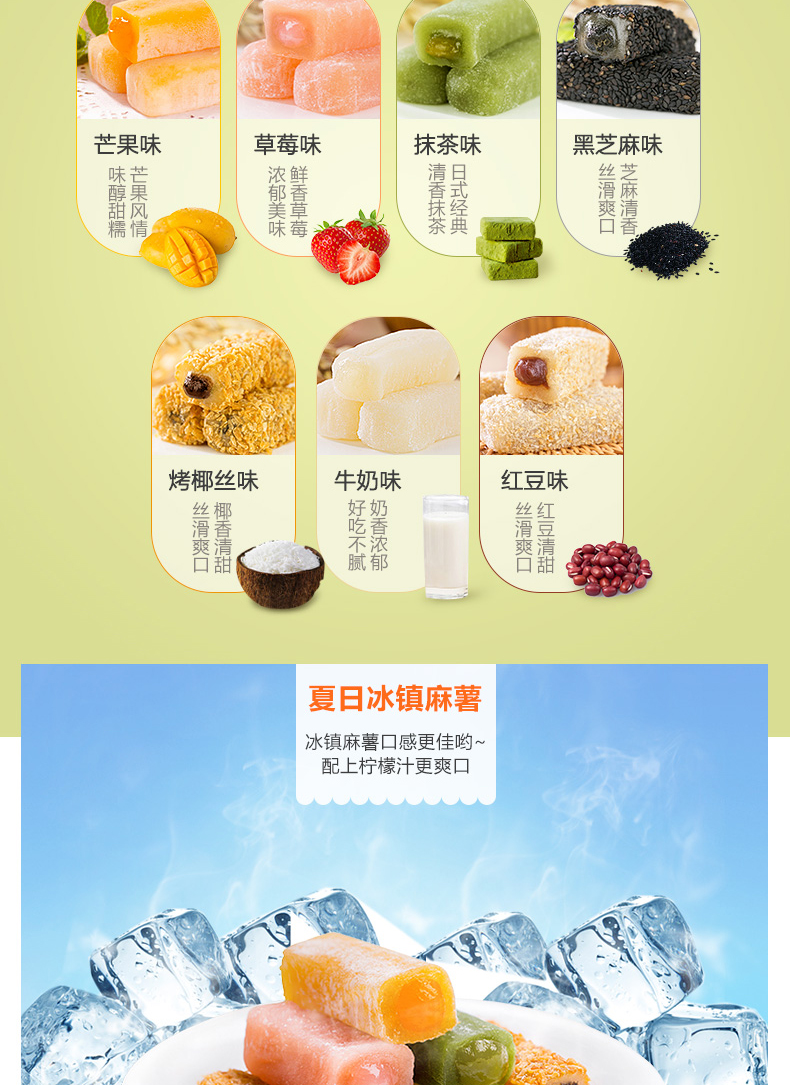 芒果味
芒果风情
味醇甜糯
草莓味
鲜香草莓
浓郁美味
抹茶味
日式经典
清香抹茶
黑芝麻味
芝麻清香
丝滑爽口
烤椰丝味
椰香清甜
丝滑爽口
牛奶味
奶香浓郁
好吃不腻
红豆味
红豆清甜
丝滑爽口
夏日冰镇麻薯
冰镇麻薯口感更佳哟~
配上柠檬汁更爽口